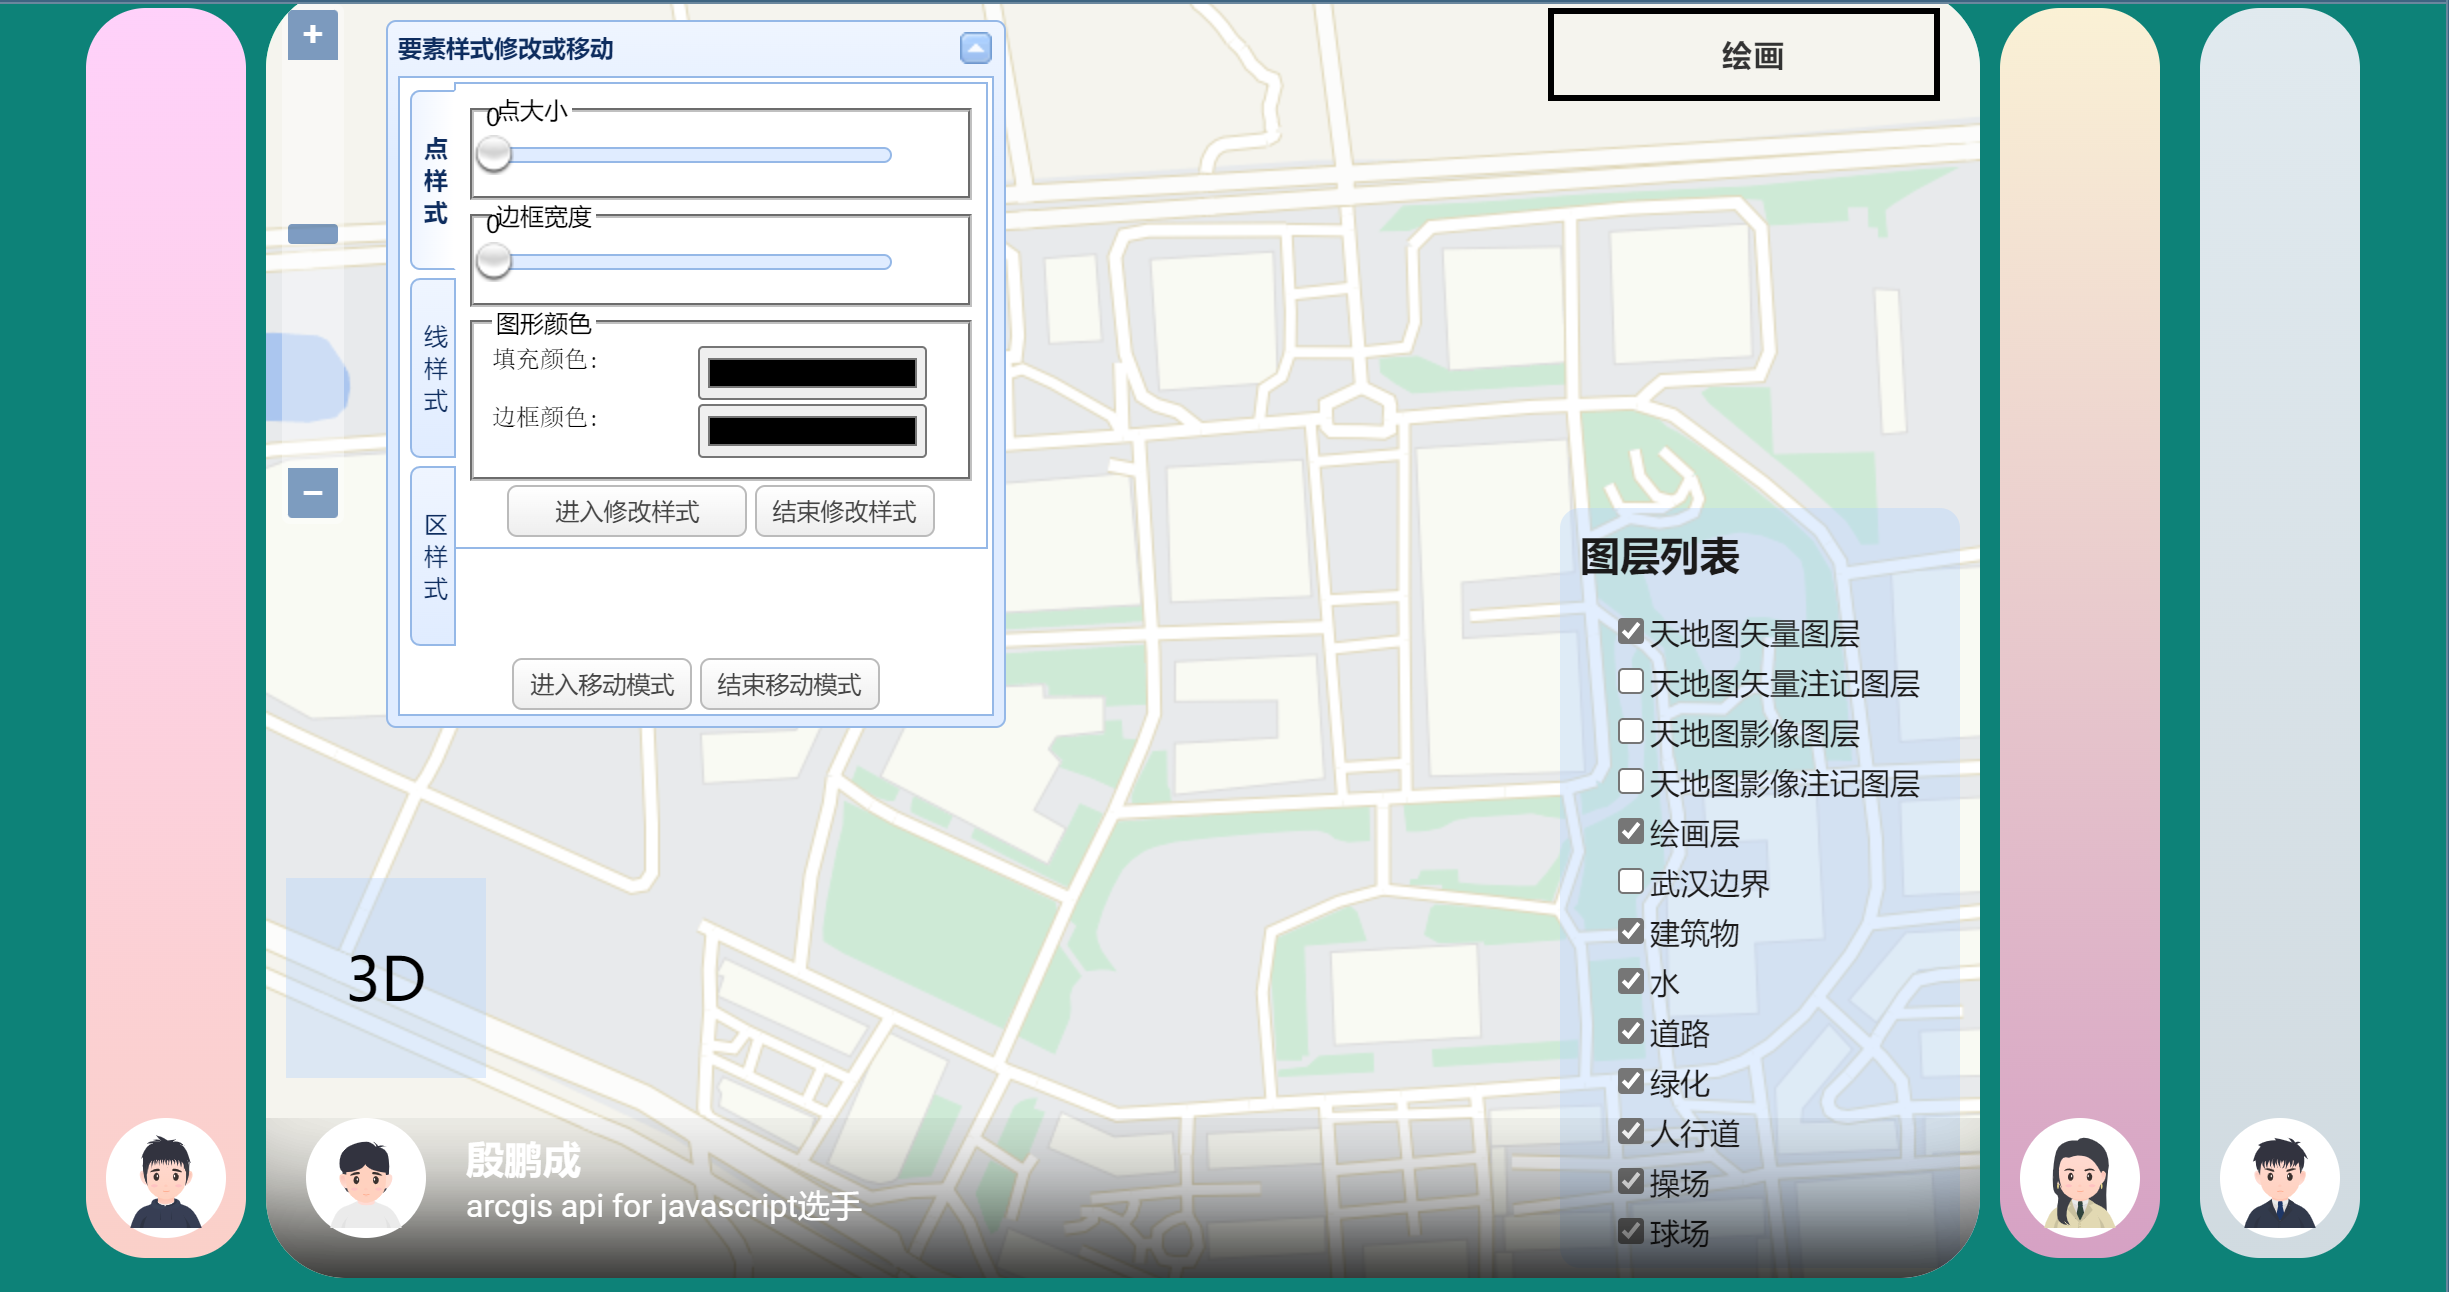 +
要素样式修改或移动
绘画
点样式
0
点大小
0
边框宽度
图形颜色
填充颜色:
边框颜色:
进入修改样式
结束修改样式
线样式
−
区样式
进入移动模式
结束移动模式
图层列表
天地图矢量图层
天地图矢量注记图层
天地图影像图层
天地图影像注记图层
绘画层
武汉边界
建筑物
水
道路
绿化
人行道
操场
球场
3D
殷鹏成
arcgis api for javascript选手